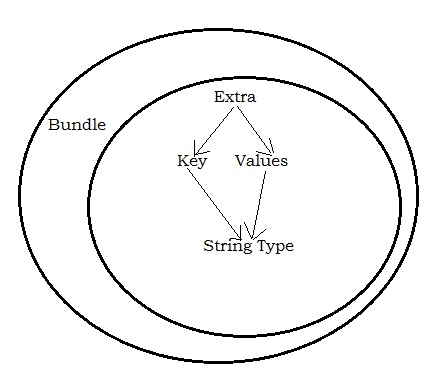 Extra
Bundle
Key Values
String Type